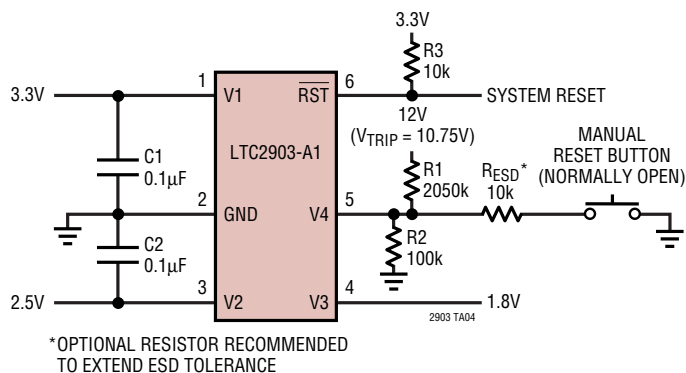 3.3V
R3
10k
3.3V
1
V1
RST
6
SYSTEM RESET
12V
(VTRIP = 10.75V)
MANUAL
RESET BUTTON
(NORMALLY OPEN)
LTC2903-A1
C1
0.1µF
R1
2050k
RESD*
10k
2
GND
V4
5
C2
0.1µF
R2
100k
2.5V
3
V2
V3
4
1.8V
2903 TA04
*OPTIONAL RESISTOR RECOMMENDED
TO EXTEND ESD TOLERANCE